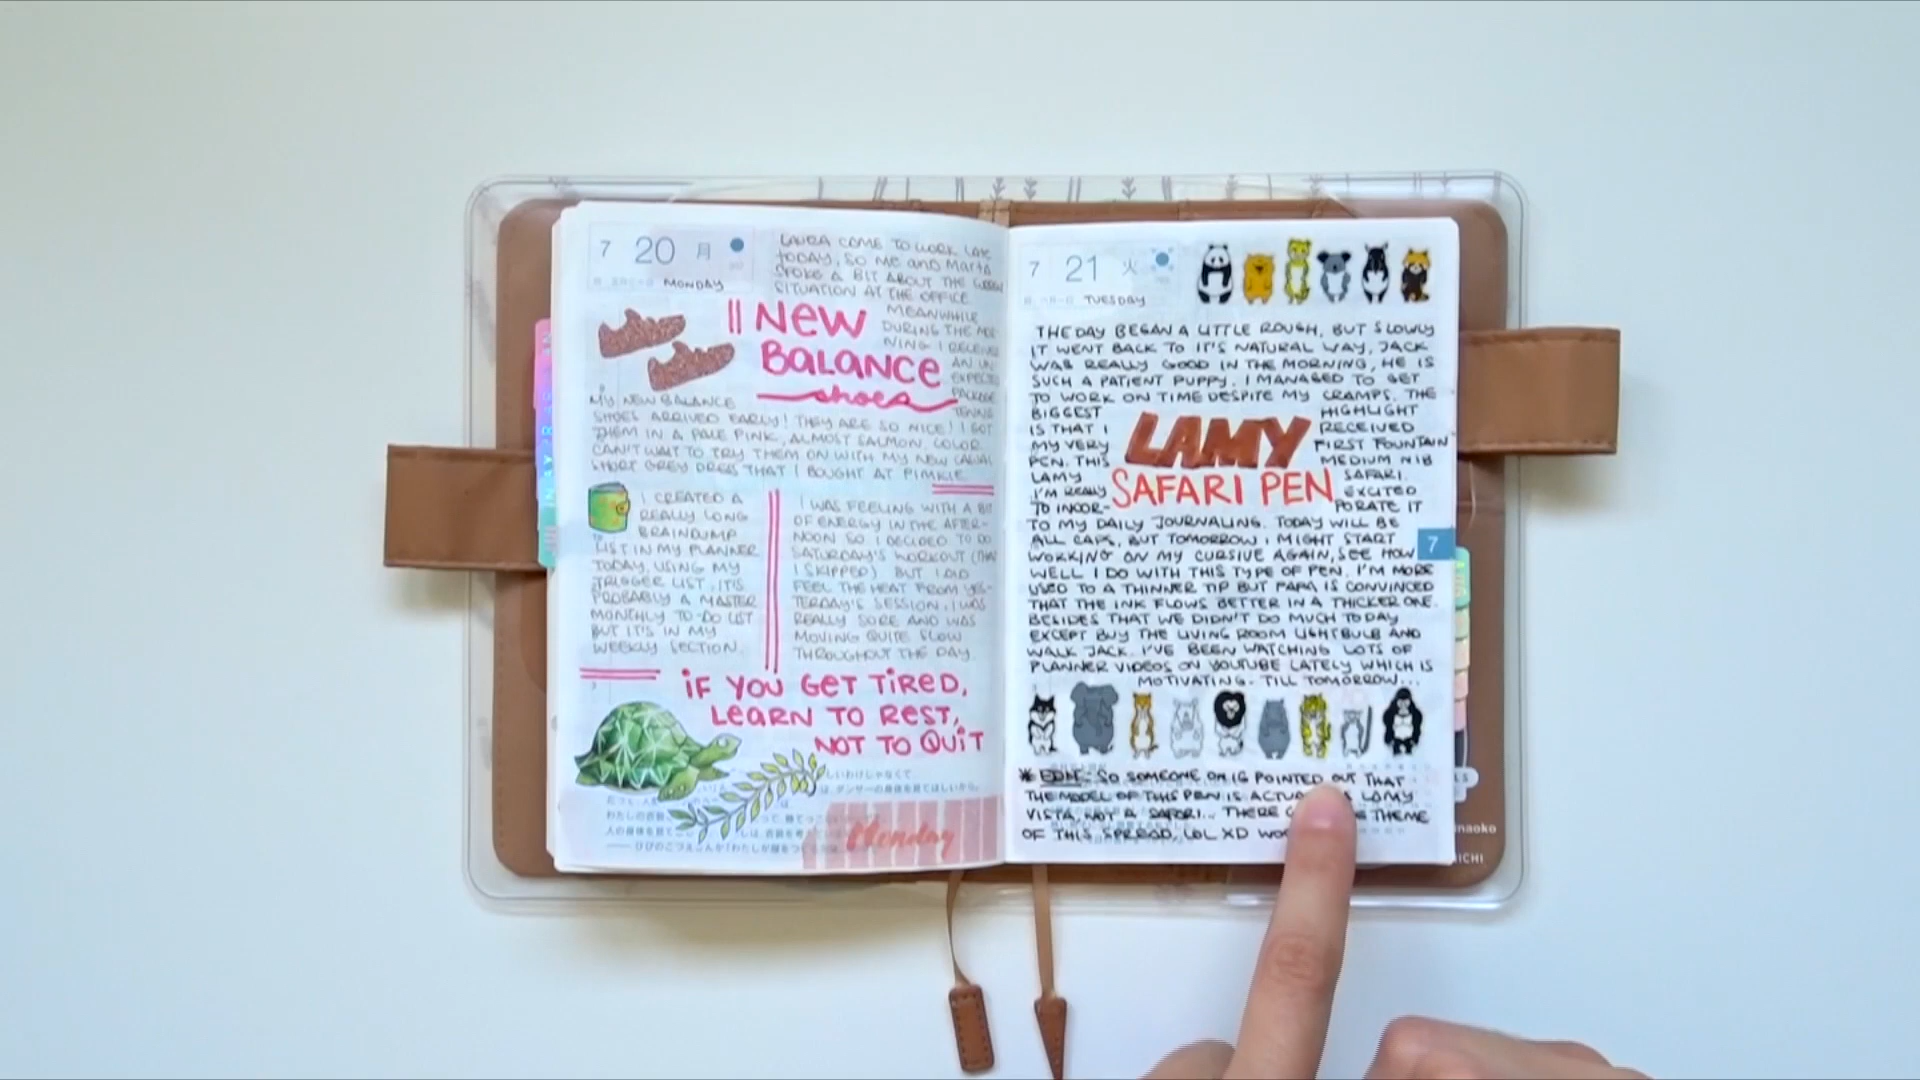 7 20 月
MONDAY
LAURA COME TO WORK LATE
TODAY, SO ME and MARTA
SPOKE A BIT ABOUT THE
SITUATION AT THE OFFICE
MEANWHILE
DURING THE MOR-
NING I RECEIVED
AN UN-
EXPECTED
PACKAGE
NEW
BALANCE
shoes
MY NEW BALANCE
SHOES ARRIVED EARLY! THEY ARE SO NICE! I GOT
THEM IN A PALE PINK, ALMOST SALMON, COLOR
CAN'T WAIT TO TRY THEM ON WITH MY NEW CASUAL
SHORT GREY DRESS THAT I BOUGHT AT PIMKIE
I CREATED A
REALLY LONG
BRAINDUMP
LIST IN MY PLANNER
TODAY, USING MY
TRIGGER LIST. IT'S
PROBABLY A MASTER
MONTHLY TO-DO LIST
BUT IT'S IN MY
WEEKLY SECTION.
I WAS FEELING WITH A BIT
OF ENERGY IN THE AFTER-
NOON SO I DECIDED TO DO
SATURDAY'S WORKOUT (THAT
I SKIPPED) BUT I DID
FEEL THE HEAT FROM YES-
TERDAY'S SESSION. I WAS
REALLY SORE AND WAS
MOVING QUITE SLOW
THROUGHOUT THE DAY.
IF YOU GET TIRED,
LEARN TO REST,
NOT TO QUIT
Monday
7 21 火
TUESDAY
THE DAY BEGAN A LITTLE ROUGH, BUT SLOWLY
IT WENT BACK TO IT'S NATURAL WAY, JACK
WAS REALLY GOOD IN THE MORNING, HE IS
SUCH A PATIENT PUPPY. I MANAGED TO GET
TO WORK ON TIME DESPITE MY CRAMPS. THE
BIGGEST HIGHLIGHT
IS THAT I RECEIVED
MY VERY FIRST FOUNTAIN
PEN. THIS MEDIUM NIB
LAMY SAFARI.
I'M REALLY EXCITED
TO INCOR- PORATE IT
LAMY
SAFARI PEN
TO MY DAILY JOURNALING. TODAY WILL BE
ALL CAPS, BUT TOMORROW I MIGHT START
WORKING ON MY CURSIVE AGAIN, SEE HOW
WELL I DO WITH THIS TYPE OF PEN. I'M MORE
USED TO A THINNER TIP BUT PAPA IS CONVINCED
THAT THE INK FLOWS BETTER IN A THICKER ONE.
BESIDES THAT WE DIDN'T DO MUCH TODAY
EXCEPT BUY THE LIVING ROOM LIGHTBULB AND
WALK JACK. I'VE BEEN WATCHING LOTS OF
PLANNER VIDEOS ON YOUTUBE LATELY WHICH IS
MOTIVATING. TILL TOMORROW...
7
* EDIT: SO SOMEONE ON IG POINTED OUT THAT
THE MODEL OF THIS PEN IS LAMY
VISTA, NOT A SAFARI... THERE THEME
OF THIS SPREAD, LOL XD